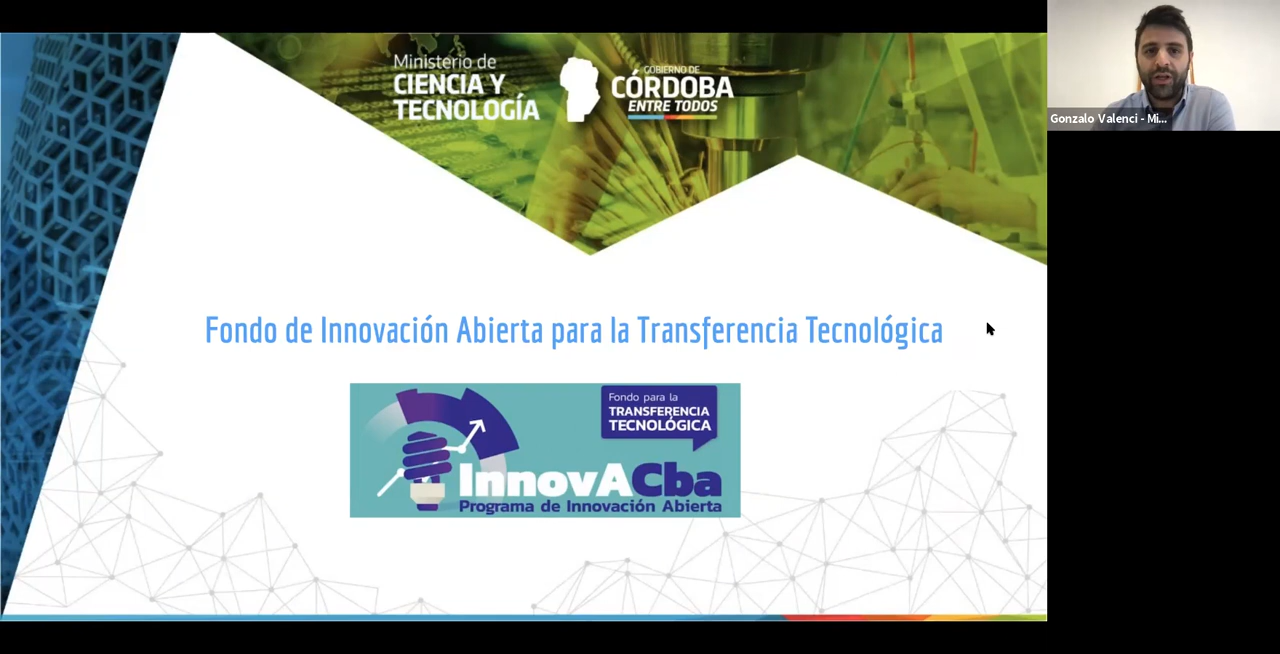 Ministerio de
CIENCIA Y
TECNOLOGÍA
GOBIERNO DE
CÓRDOBA
ENTRE TODOS
Gonzalo Valenci - Mi...
Fondo de Innovación Abierta para la Transferencia Tecnológica
Fondo para la
TRANSFERENCIA
TECNOLÓGICA
InnovACba
Programa de Innovación Abierta